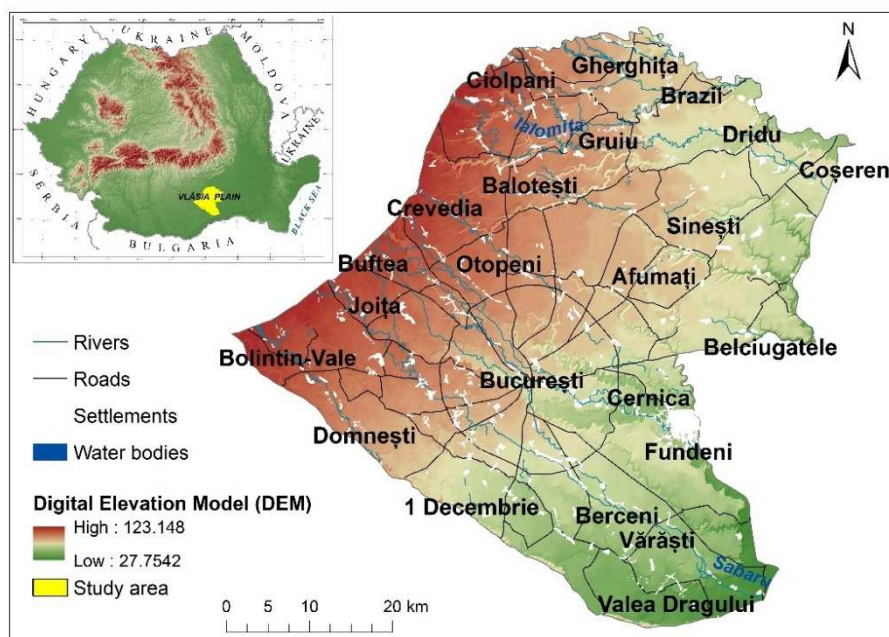 UKRAINE
HUNGARY
MOLDOVA
UKRAINE
SERBIA
VLĂSIA PLAIN
BLACK SEA
BULGARIA
N
Gherghița
Ciolpani
Brazii
Ialomița
Gruiu
Dridu
Coșeren
Balotești
Crevedia
Sinești
Buftea
Otopeni
Afumați
Joița
Belciugatele
Bolintin-Vale
București
Cernica
Domnești
Fundeni
1 Decembrie
Berceni
Vărăști
Sabaru
Valea Dragului
Rivers
Roads
Settlements
Water bodies
Digital Elevation Model (DEM)
High : 123.148
Low : 27.7542
Study area
0 5 10 20 km